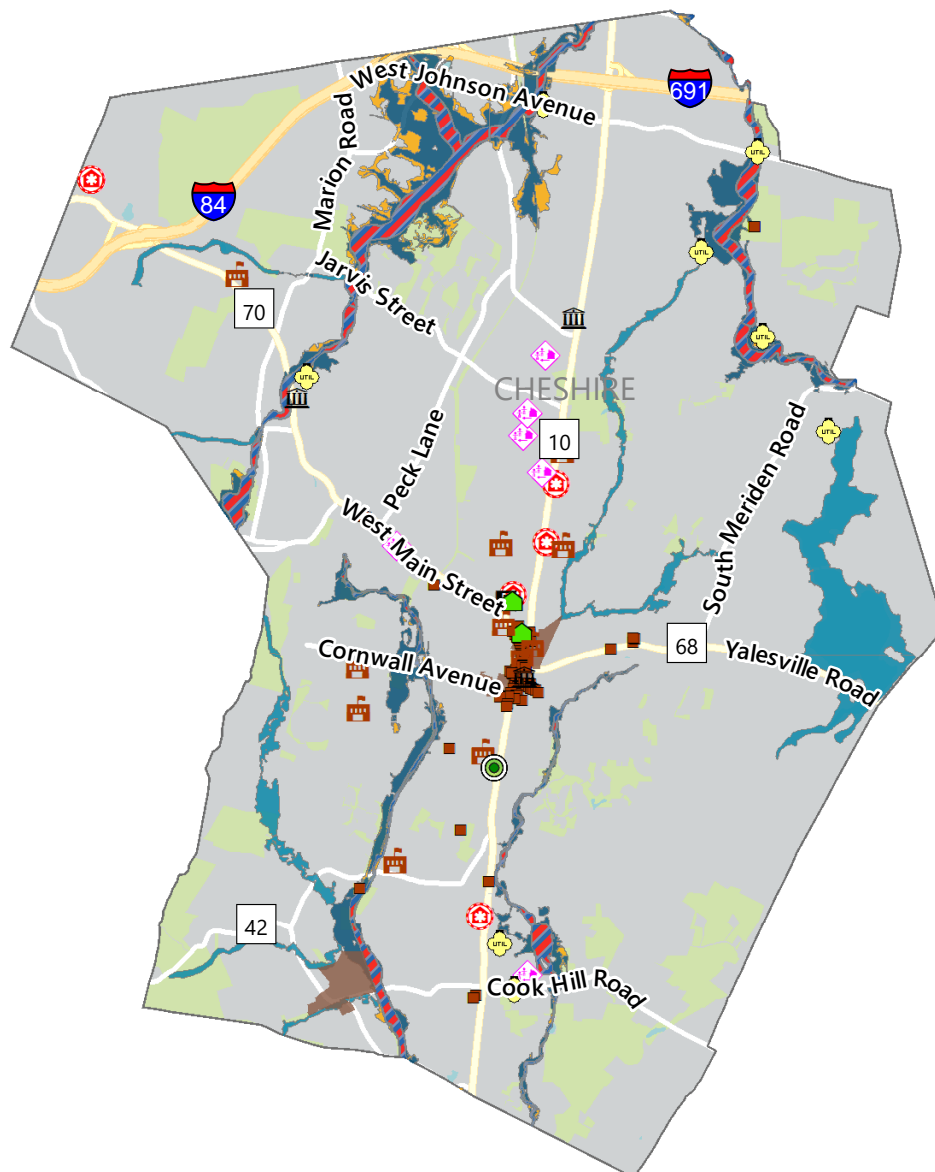 West Johnson Avenue
691
Marion Road
UTIL
84
UTIL
Jarvis Street
70
UTIL
UTIL
CHESHIRE
10
UTIL
Peck Lane
South Meriden Road
West Main Street
68
Yalesville Road
Cornwall Avenue
42
UTIL
Cook Hill Road